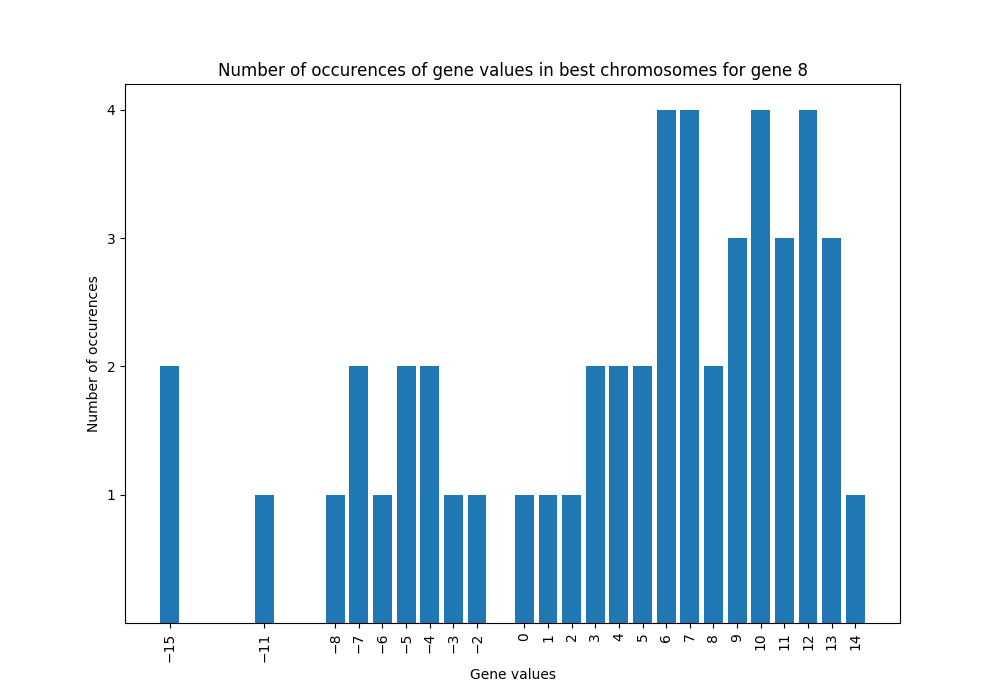 Number of occurences of gene values in best chromosomes for gene 8
4
3
2
1
Number of occurences
−15 −11 −8 −7 −6 −5 −4 −3 −2 0 1 2 3 4 5 6 7 8 9 10 11 12 13 14
Gene values